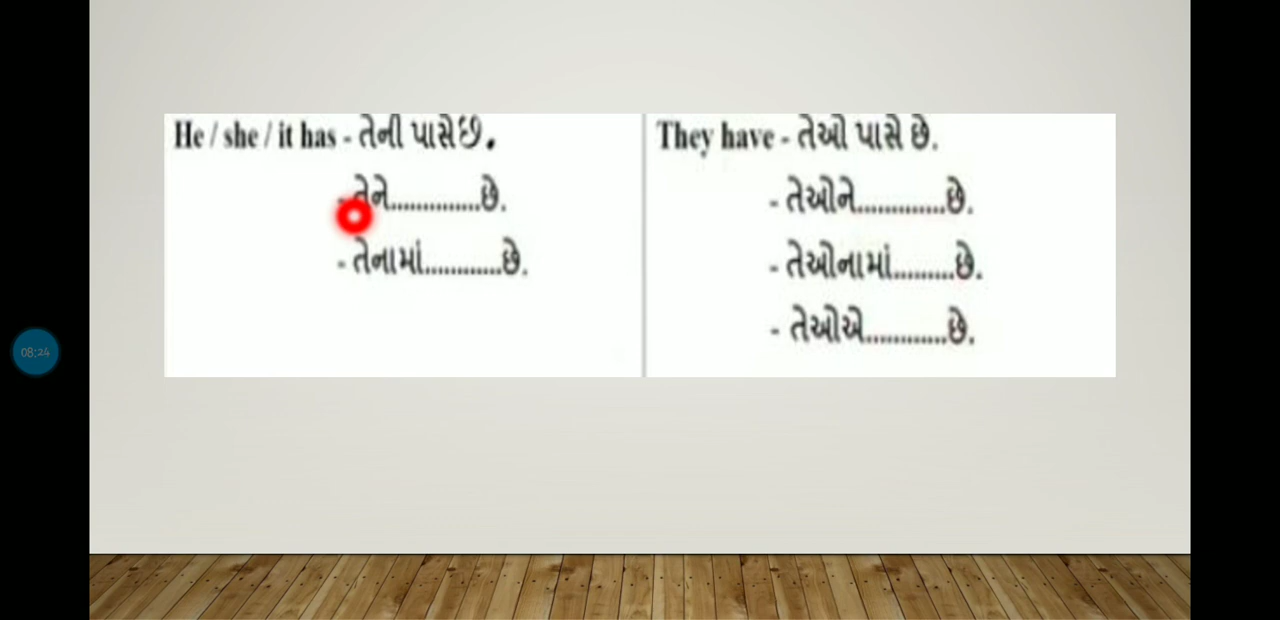 He / she / it has - તેની પાસે છે.
- તેને..............છે.
- તેનામાં............છે.
They have - તેઓ પાસે છે.
- તેઓને..............છે.
- તેઓનામાં.........છે.
- તેઓએ.............છે.
08:24